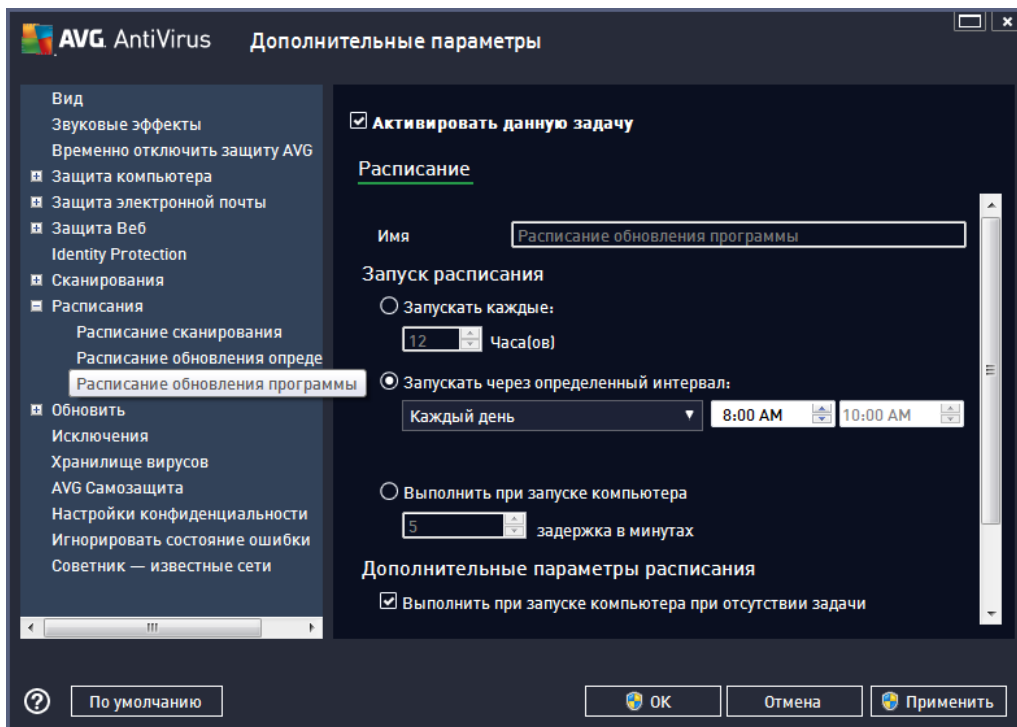 AVG. AntiVirus Дополнительные параметры
Вид
Звуковые эффекты
Временно отключить защиту AVG
Защита компьютера
Защита электронной почты
Защита Веб
Identity Protection
Сканирования
Расписания
Расписание сканирования
Расписание обновления опреде
Расписание обновления программы
Обновить
Исключения
Хранилище вирусов
AVG Самозащита
Настройки конфиденциальности
Игнорировать состояние ошибки
Советник — известные сети
Активировать данную задачу
Расписание
Имя Расписание обновления программы
Запуск расписания
Запускать каждые:
12 Часа(ов)
Запускать через определенный интервал:
Каждый день 8:00 AM 10:00 AM
Выполнить при запуске компьютера
5 задержка в минутах
Дополнительные параметры расписания
Выполнить при запуске компьютера при отсутствии задачи
? По умолчанию OK Отмена Применить